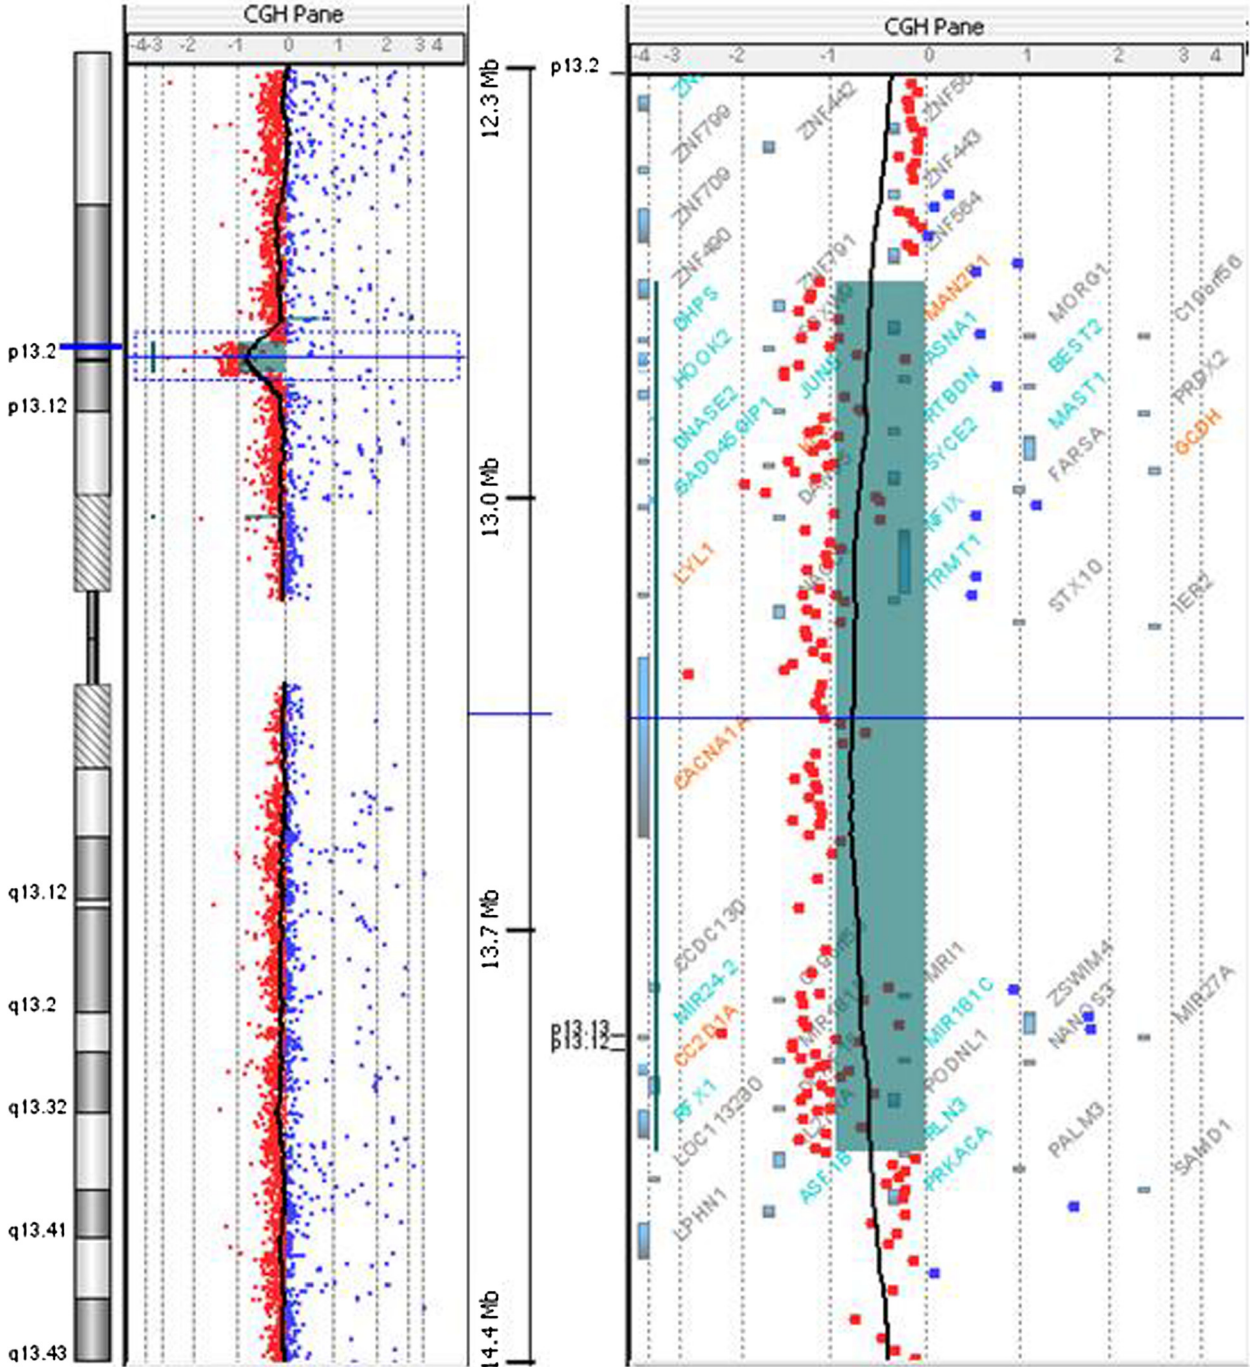 CGH Pane
-4-3 -2 -1 0 1 2 3 4
p13.2
p13.12
q13.12
q13.2
q13.32
q13.41
q13.43
12.3 Mb
13.0 Mb
13.7 Mb
14.4 Mb
CGH Pane
-4 -3 -2 -1 0 1 2 3 4
p13.2
p13.13
p13.12
ZNF799
ZNF442
ZNF709
ZNF443
ZNF490
ZNF564
ZNF791
MAN2B1
MORG1
DHPS
ASNA1
BEST2
HOOK2
RTBDN
MAST1
PRDX2
DNASE2
GADD45GIP1
SYCE2
FARSA
GCDH
NFIX
LYL1
TRMT1
STX10
IER2
CACNA1A
CCDC130
MRI1
ZSWIM4
MIR24-2
MIR181C
NANOS3
MIR27A
CC2D1A
PODNL1
RFX1
RLN3
LOC113230
PALM3
SAMD1
ASF1B
PRKACA
LPHN1